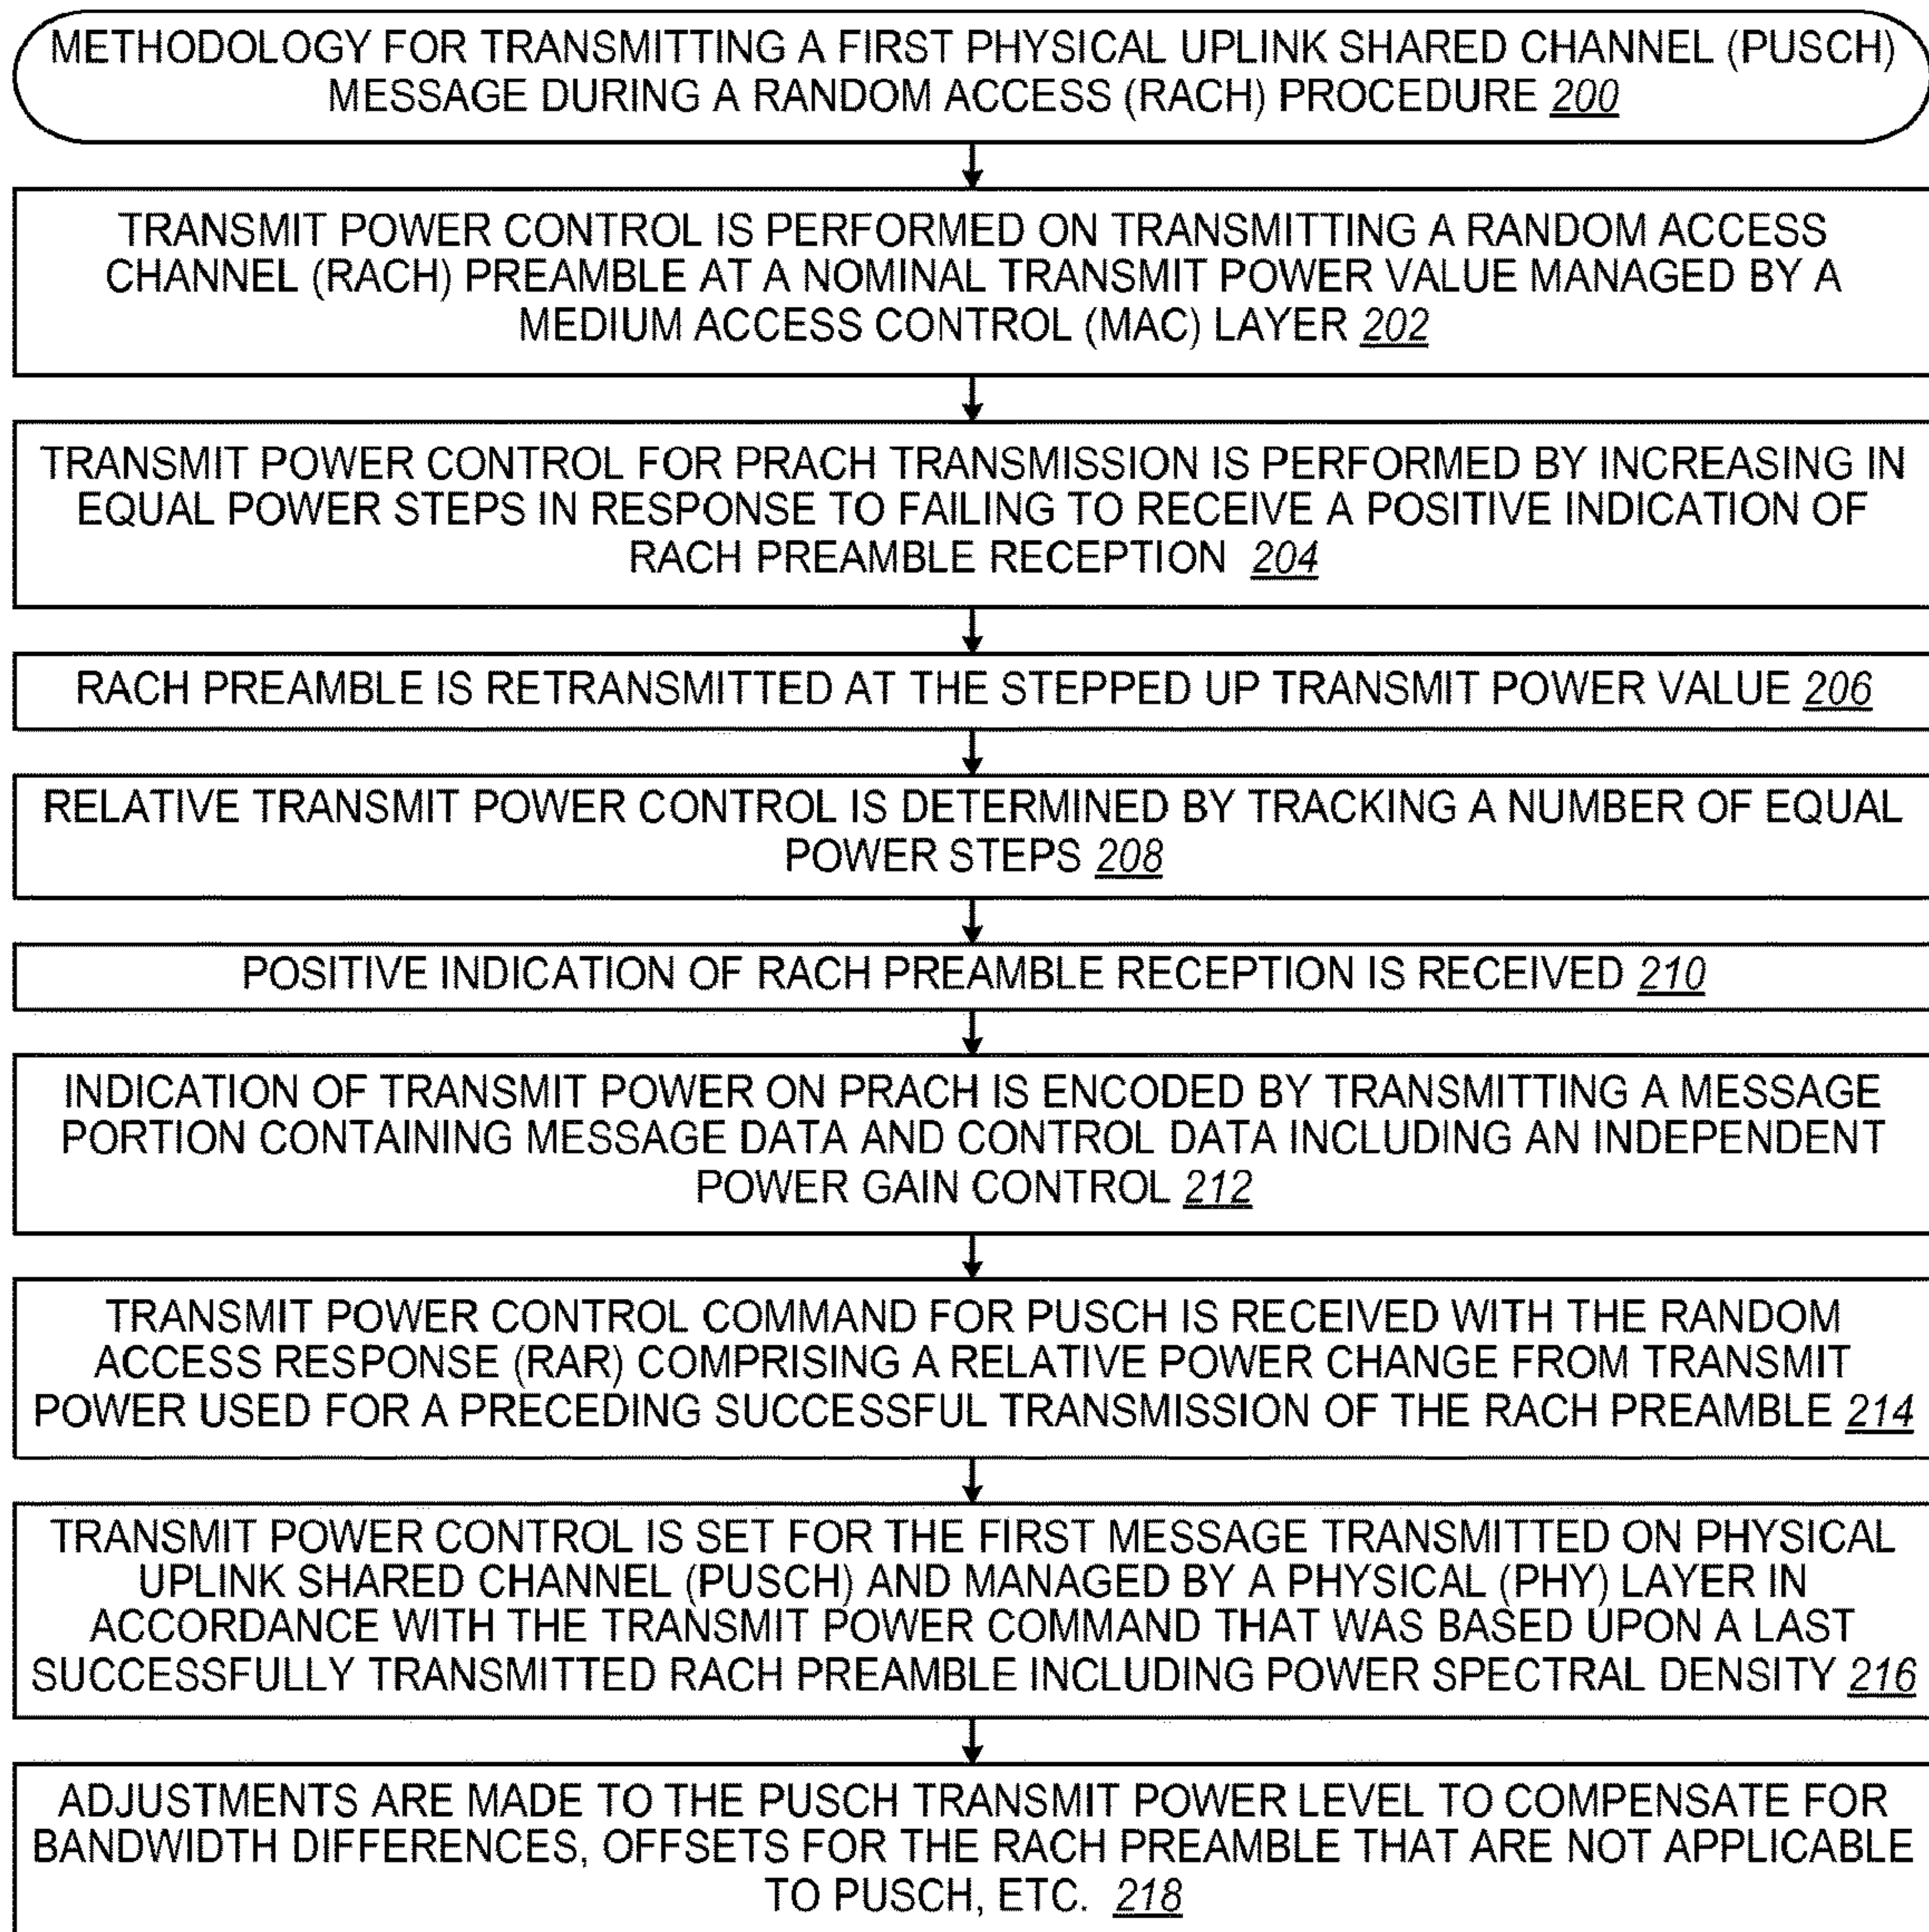 METHODOLOGY FOR TRANSMITTING A FIRST PHYSICAL UPLINK SHARED CHANNEL (PUSCH)
MESSAGE DURING A RANDOM ACCESS (RACH) PROCEDURE 200
TRANSMIT POWER CONTROL IS PERFORMED ON TRANSMITTING A RANDOM ACCESS
CHANNEL (RACH) PREAMBLE AT A NOMINAL TRANSMIT POWER VALUE MANAGED BY A
MEDIUM ACCESS CONTROL (MAC) LAYER 202
TRANSMIT POWER CONTROL FOR PRACH TRANSMISSION IS PERFORMED BY INCREASING IN
EQUAL POWER STEPS IN RESPONSE TO FAILING TO RECEIVE A POSITIVE INDICATION OF
RACH PREAMBLE RECEPTION 204
RACH PREAMBLE IS RETRANSMITTED AT THE STEPPED UP TRANSMIT POWER VALUE 206
RELATIVE TRANSMIT POWER CONTROL IS DETERMINED BY TRACKING A NUMBER OF EQUAL
POWER STEPS 208
POSITIVE INDICATION OF RACH PREAMBLE RECEPTION IS RECEIVED 210
INDICATION OF TRANSMIT POWER ON PRACH IS ENCODED BY TRANSMITTING A MESSAGE
PORTION CONTAINING MESSAGE DATA AND CONTROL DATA INCLUDING AN INDEPENDENT
POWER GAIN CONTROL 212
TRANSMIT POWER CONTROL COMMAND FOR PUSCH IS RECEIVED WITH THE RANDOM
ACCESS RESPONSE (RAR) COMPRISING A RELATIVE POWER CHANGE FROM TRANSMIT
POWER USED FOR A PRECEDING SUCCESSFUL TRANSMISSION OF THE RACH PREAMBLE 214
TRANSMIT POWER CONTROL IS SET FOR THE FIRST MESSAGE TRANSMITTED ON PHYSICAL
UPLINK SHARED CHANNEL (PUSCH) AND MANAGED BY A PHYSICAL (PHY) LAYER IN
ACCORDANCE WITH THE TRANSMIT POWER COMMAND THAT WAS BASED UPON A LAST
SUCCESSFULLY TRANSMITTED RACH PREAMBLE INCLUDING POWER SPECTRAL DENSITY 216
ADJUSTMENTS ARE MADE TO THE PUSCH TRANSMIT POWER LEVEL TO COMPENSATE FOR
BANDWIDTH DIFFERENCES, OFFSETS FOR THE RACH PREAMBLE THAT ARE NOT APPLICABLE
TO PUSCH, ETC. 218